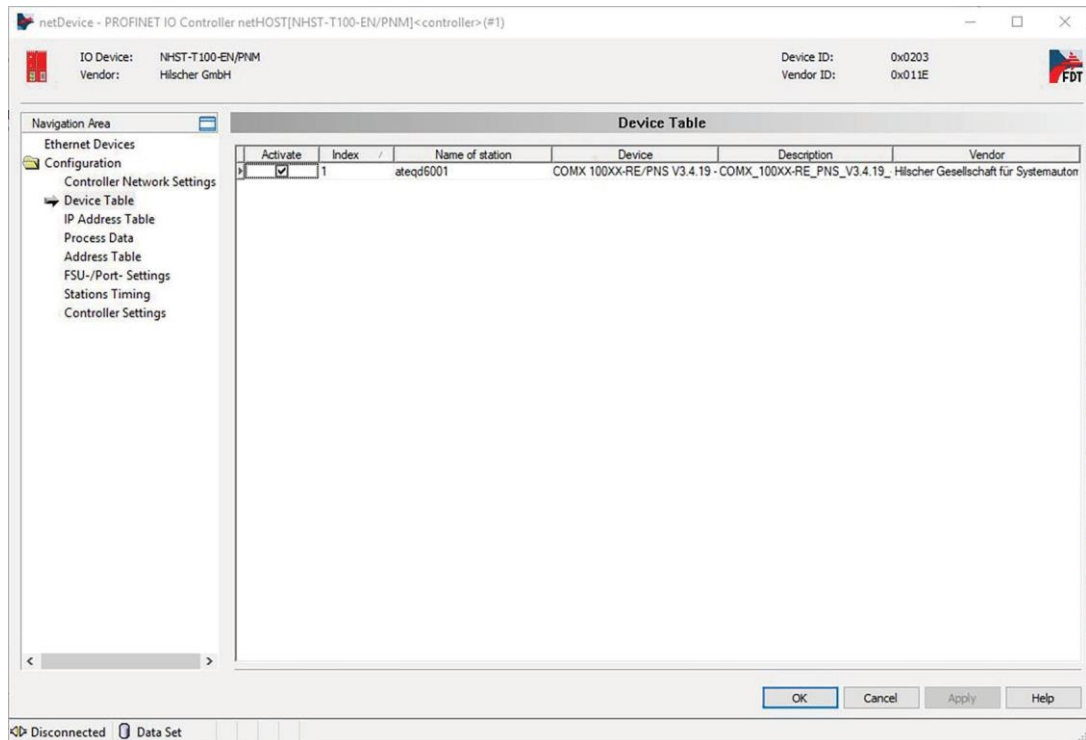 netDevice - PROFINET IO Controller netHOST[NHST-T100-EN/PNM]<controller>(#1)
IO Device: NHST-T100-EN/PNM Device ID: 0x0203
Vendor: Hilscher GmbH Vendor ID: 0x011E
FDT
Navigation Area
Device Table
Ethernet Devices
Configuration
Controller Network Settings
Device Table
IP Address Table
Process Data
Address Table
FSU-/Port- Settings
Stations Timing
Controller Settings
Activate Index Name of station Device Description Vendor
1 ateqd6001 COMX 100XX-RE/PNS V3.4.19 - COMX_100XX-RE_PNS_V3.4.19_ Hilscher Gesellschaft für Systemautom
OK Cancel Apply Help
Disconnected Data Set